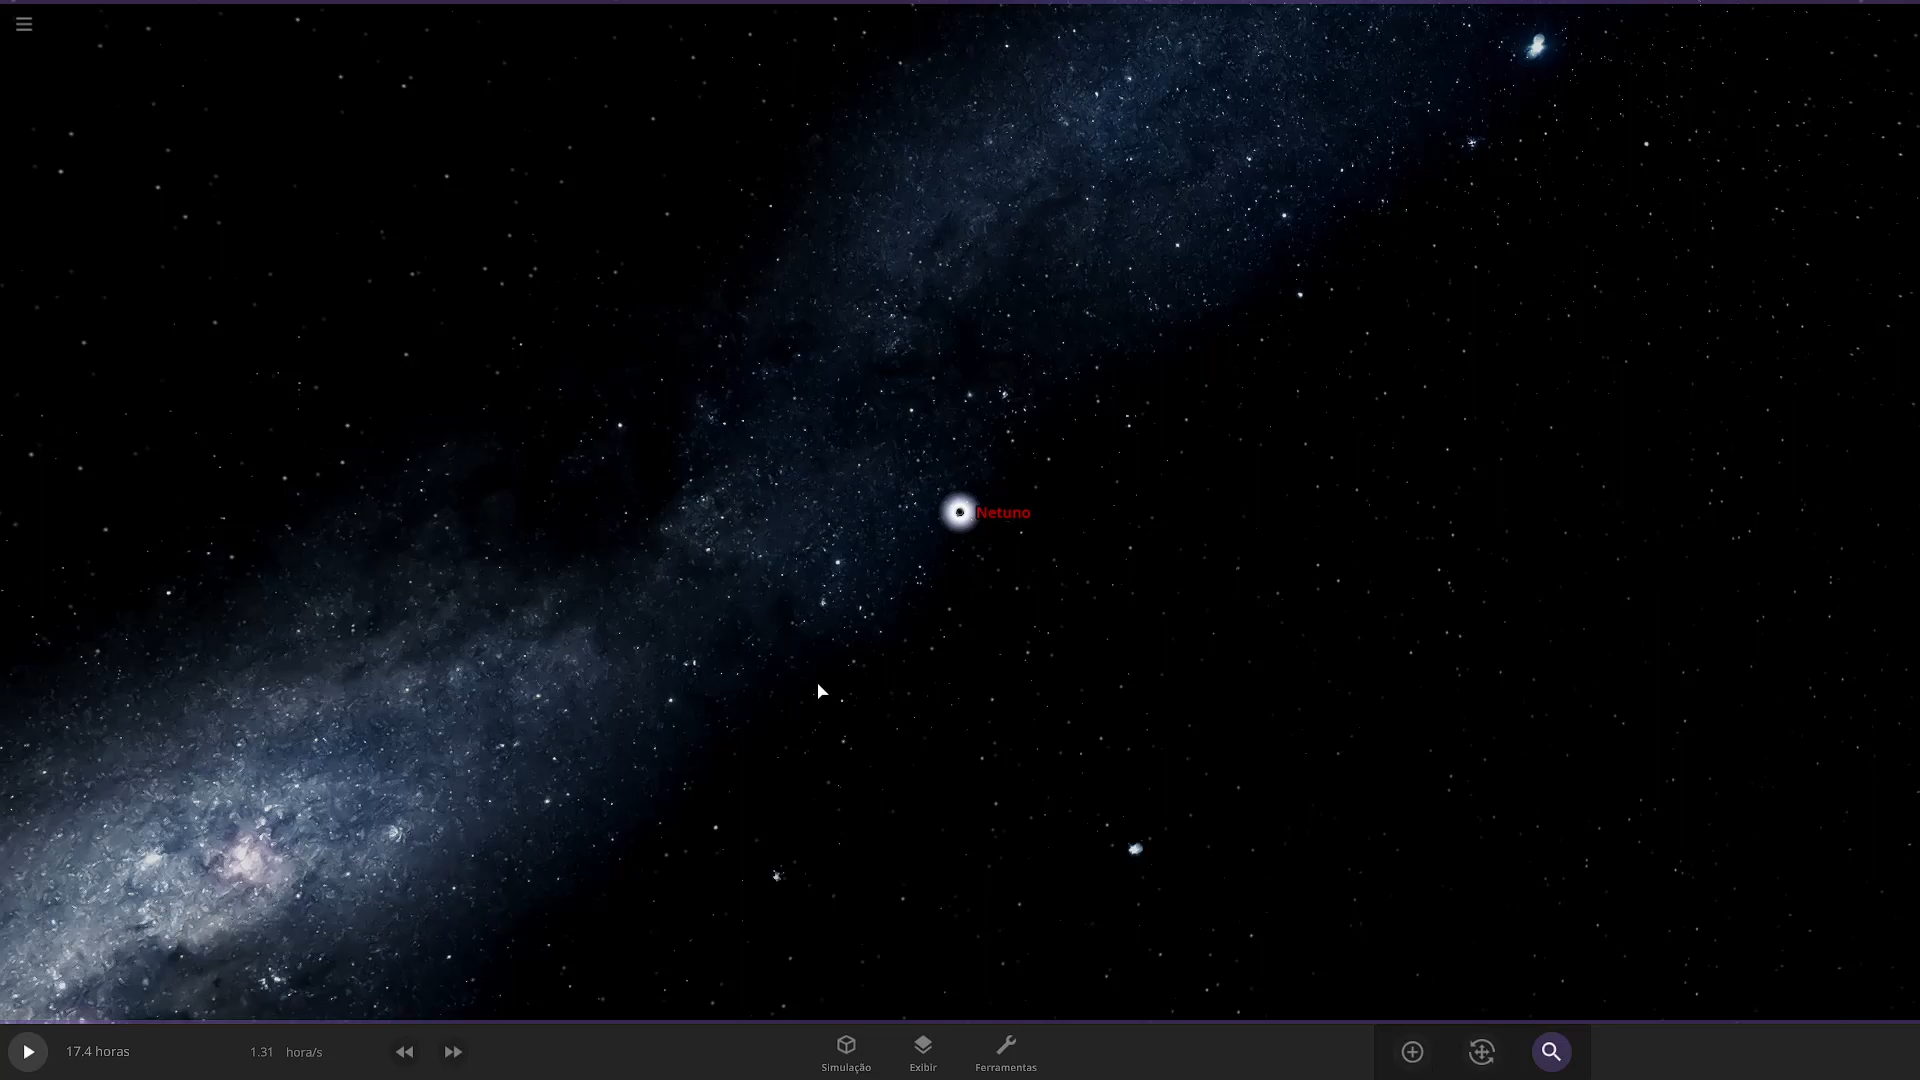 Netuno
17.4 horas
1.31 hora/s
Simulação
Exibir
Ferramentas